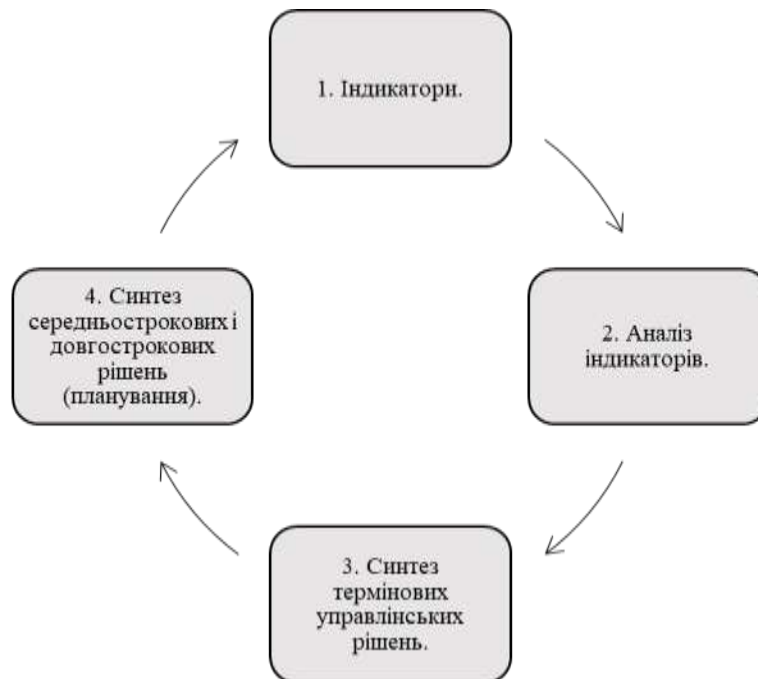 1. Індикатори.
2. Аналіз
індикаторів.
3. Синтез
термінових
управлінських
рішень.
4. Синтез
середньострокових і
довгострокових
рішень
(планування).